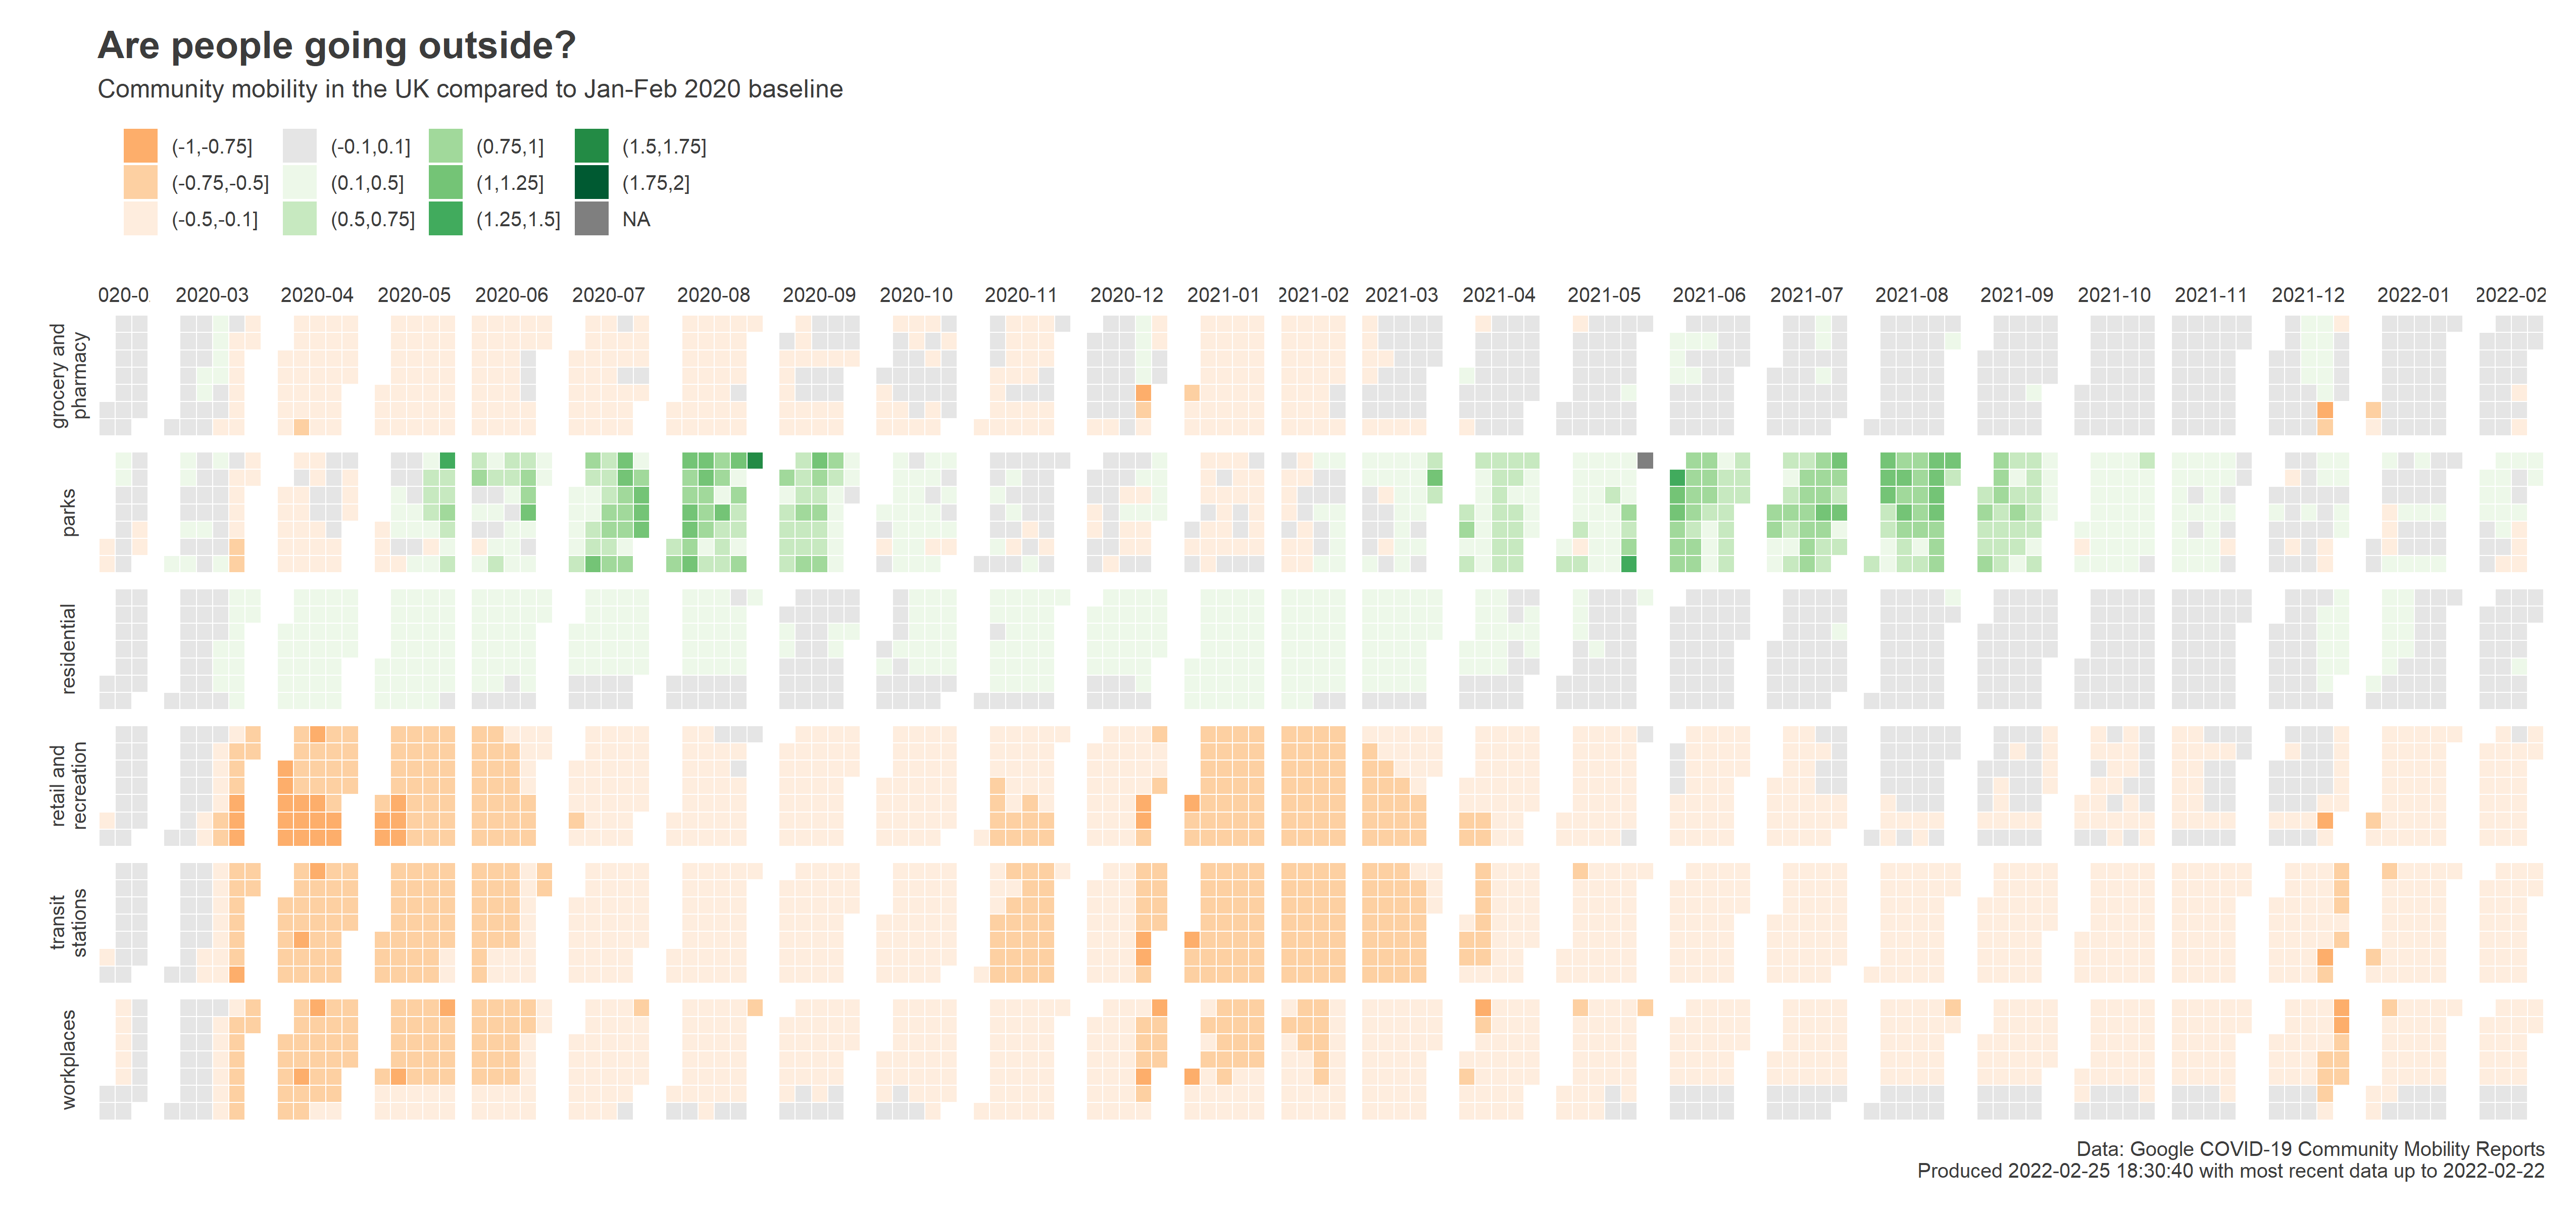 Are people going outside?
Community mobility in the UK compared to Jan-Feb 2020 baseline
(-1,-0.75] (-0.1,0.1] (0.75,1] (1.5,1.75]
(-0.75,-0.5] (0.1,0.5] (1,1.25] (1.75,2]
(-0.5,-0.1] (0.5,0.75] (1.25,1.5] NA
020-0 2020-03 2020-04 2020-05 2020-06 2020-07 2020-08 2020-09 2020-10 2020-11 2020-12 2021-01 2021-02 2021-03 2021-04 2021-05 2021-06 2021-07 2021-08 2021-09 2021-10 2021-11 2021-12 2022-01 2022-02
grocery and
pharmacy
parks
residential
retail and
recreation
transit
stations
workplaces
Data: Google COVID-19 Community Mobility Reports
Produced 2022-02-25 18:30:40 with most recent data up to 2022-02-22